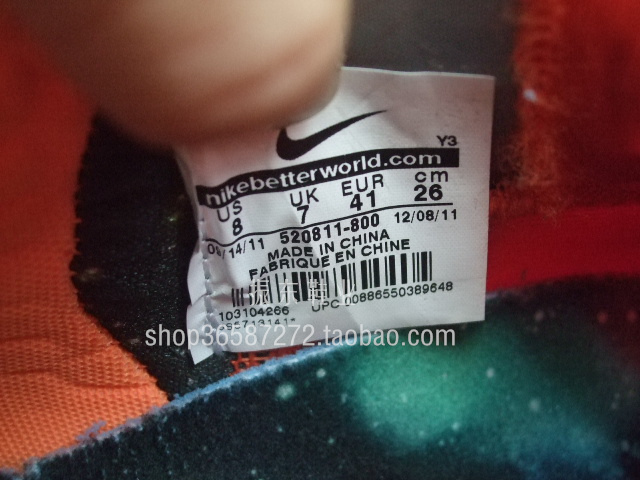 Y3
nikebetterworld.com
US UK EUR cm
8 7 41 26
520811-800 12/08/11
MADE IN CHINA
FABRIQUE EN CHINE
103104266 UPC 00886550389648
shop36587272.taobao.com